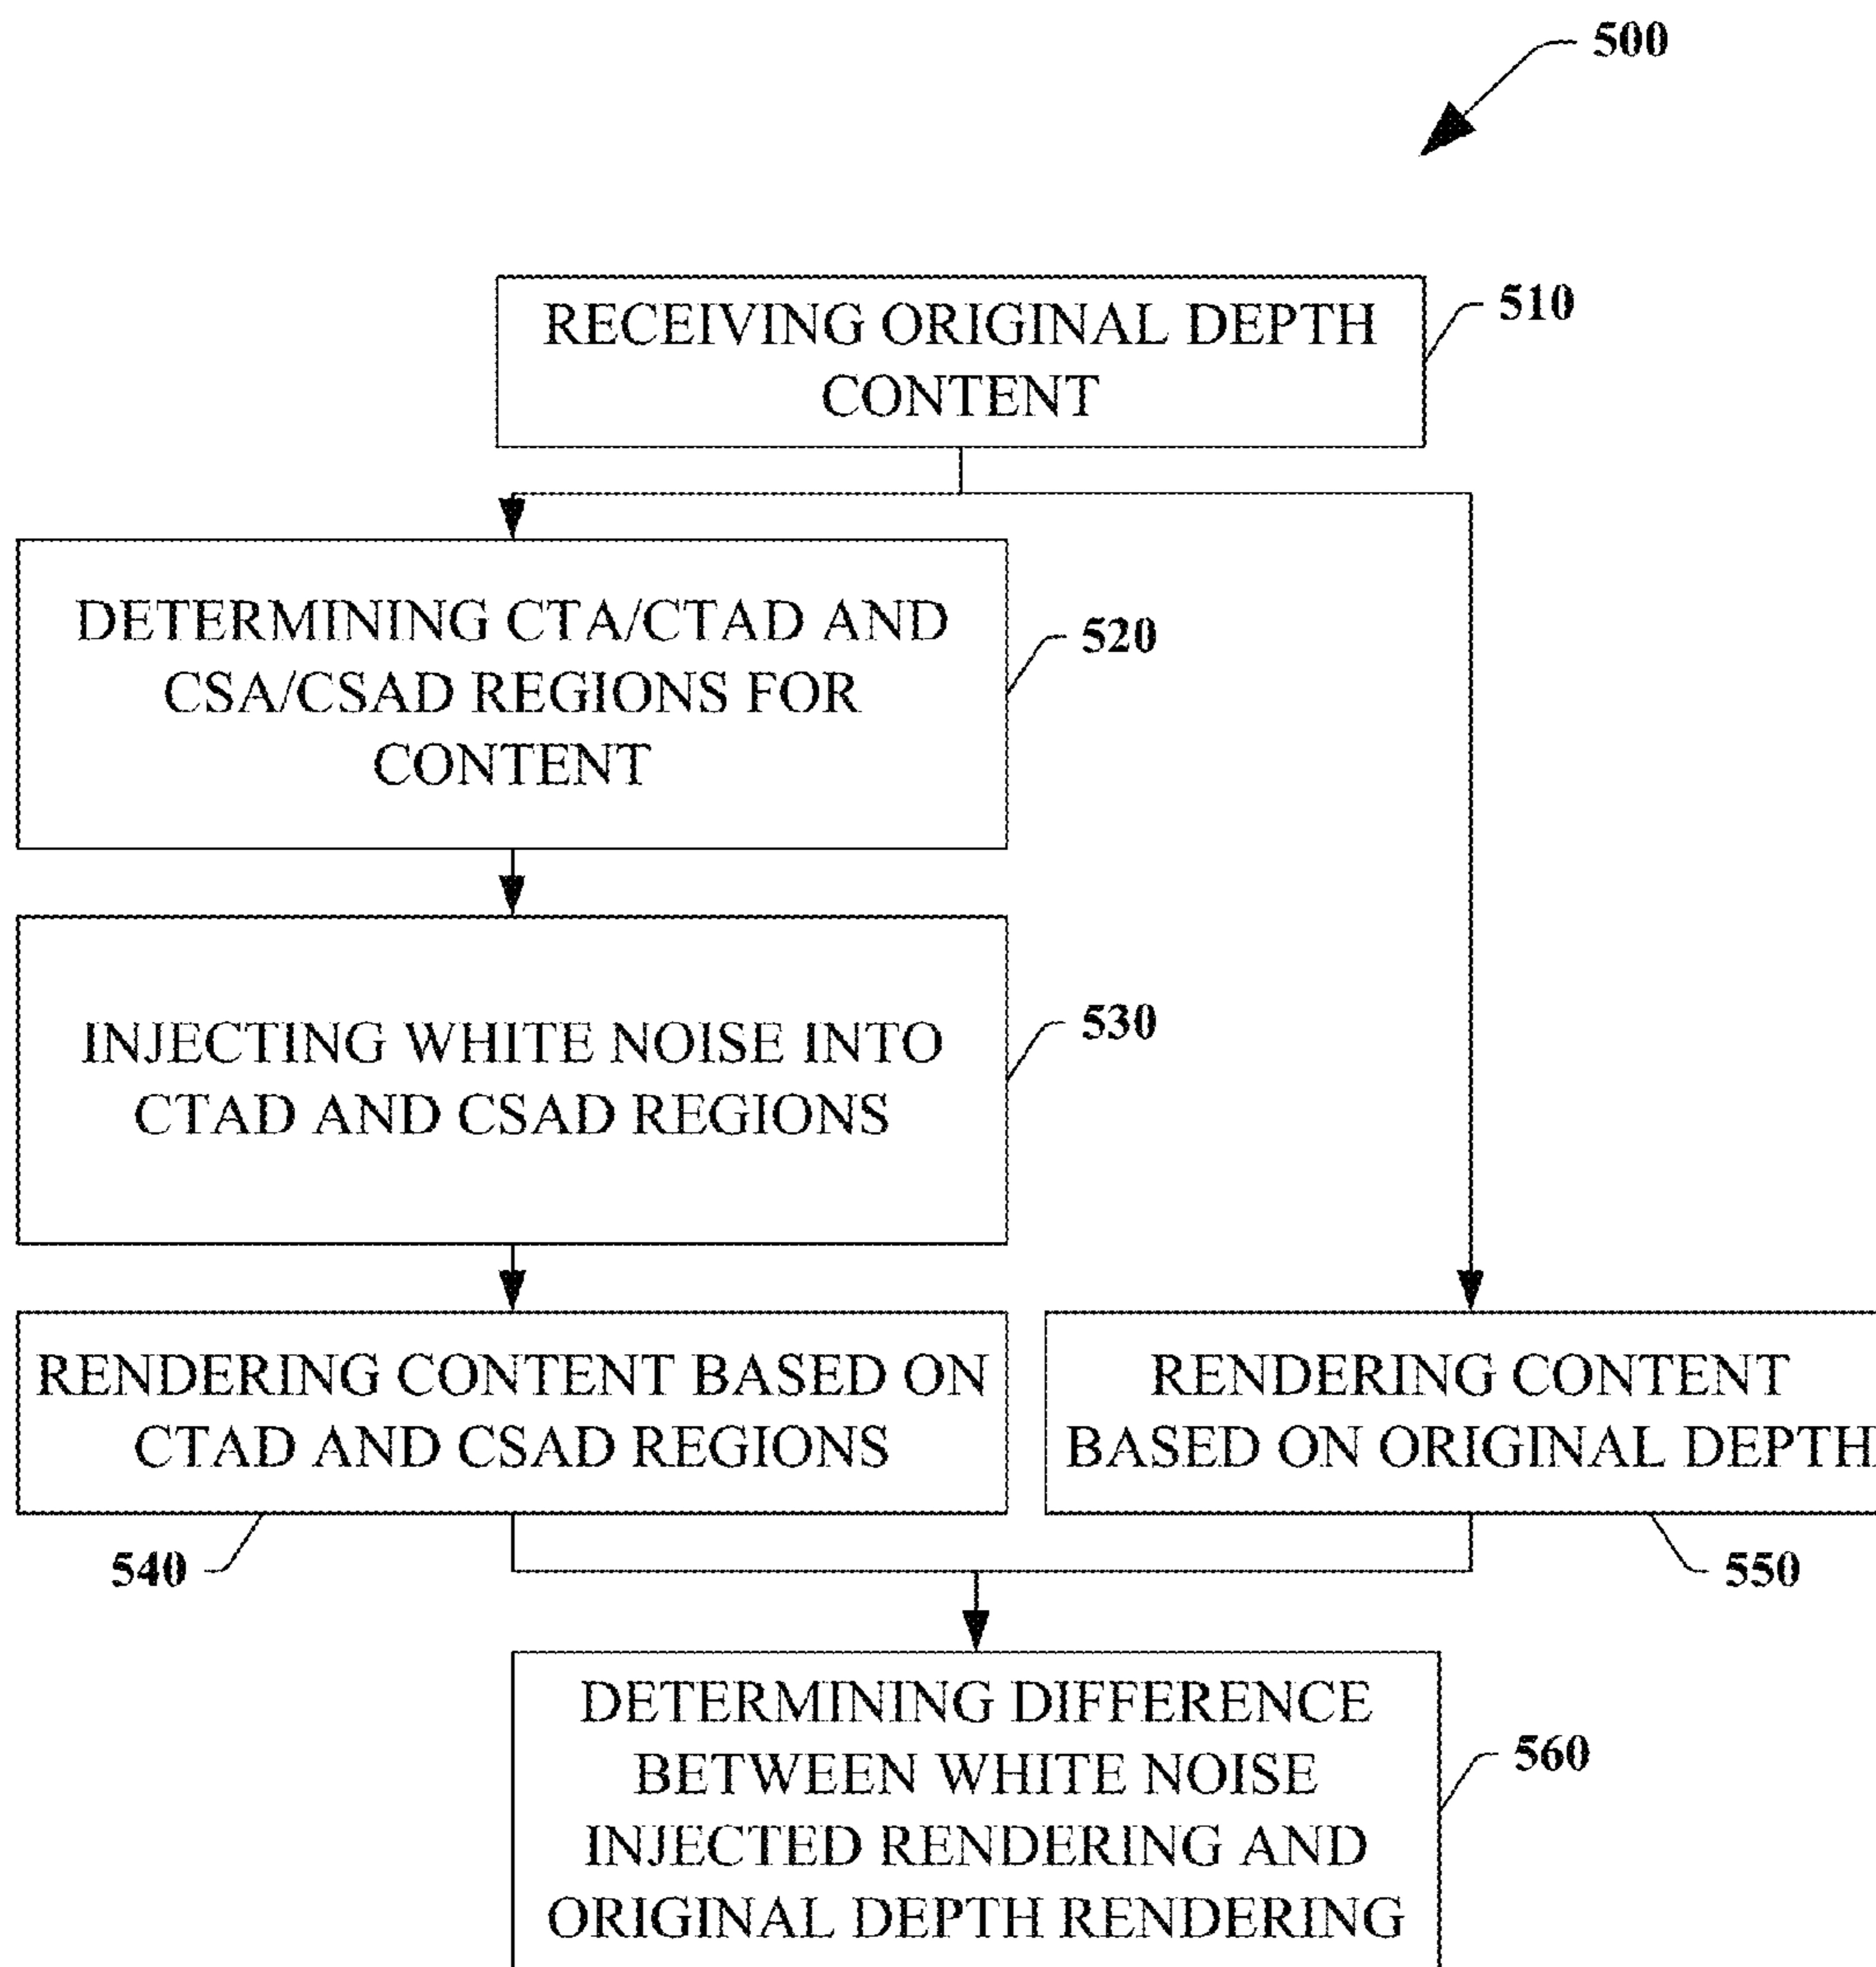 500
RECEIVING ORIGINAL DEPTH
CONTENT
510
DETERMINING CTA/CTAD AND
CSA/CSAD REGIONS FOR
CONTENT
520
INJECTING WHITE NOISE INTO
CTAD AND CSAD REGIONS
530
RENDERING CONTENT BASED ON
CTAD AND CSAD REGIONS
540
RENDERING CONTENT
BASED ON ORIGINAL DEPTH
550
DETERMINING DIFFERENCE
BETWEEN WHITE NOISE
INJECTED RENDERING AND
ORIGINAL DEPTH RENDERING
560